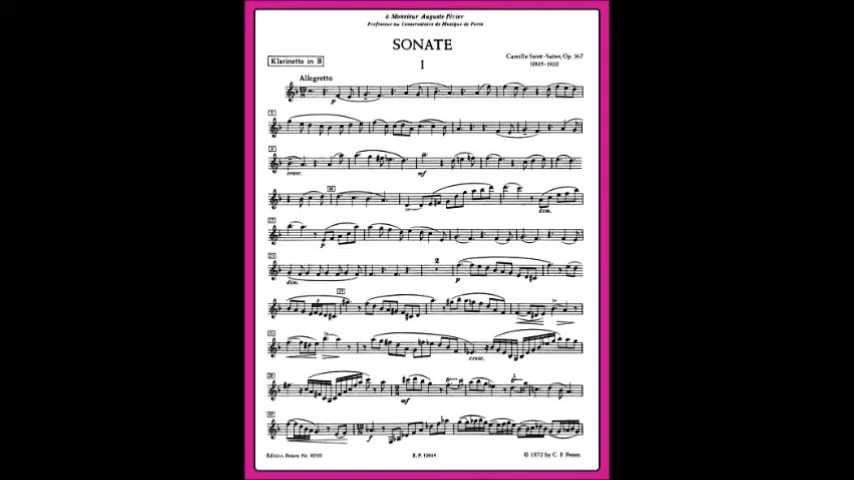 à Monsieur Auguste Périer
Professeur au Conservatoire de Musique de Paris
SONATE
Klarinette in B
Camille Saint-Saëns, Op. 167
(1835-1921)
I
Allegretto
p
cresc.
mf
dim.
p
dim.
2
p
cresc.
mf
f
Edition Peters Nr. 9290
E. P. 12615
© 1972 by C. F. Peters